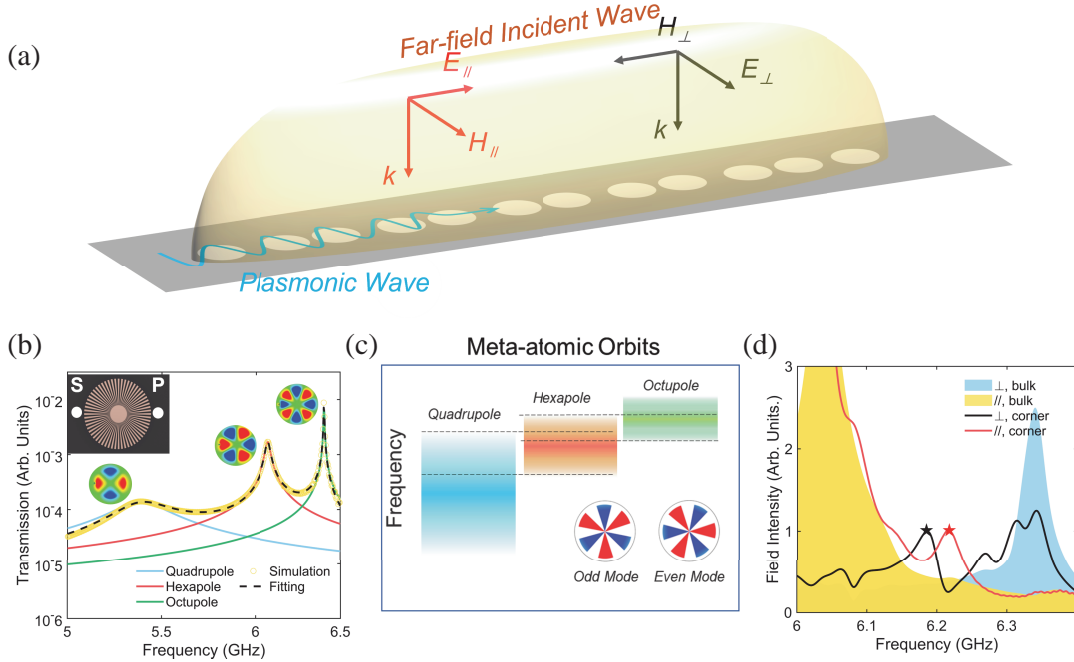 (a)
Far-field Incident Wave
H⊥
E//
E⊥
k
H//
k
Plasmonic Wave
(b)
S P
Transmission (Arb. Units)
10^-2
10^-3
10^-4
10^-5
10^-6
Quadrupole
Hexapole
Octupole
Simulation
Fitting
5 5.5 6 6.5
Frequency (GHz)
(c)
Meta-atomic Orbits
Frequency
Quadrupole
Hexapole
Octupole
Odd Mode
Even Mode
(d)
Field Intensity (Arb. Units.)
3
2
1
0
⊥, bulk
//, bulk
⊥, corner
//, corner
6 6.1 6.2 6.3
Frequency (GHz)